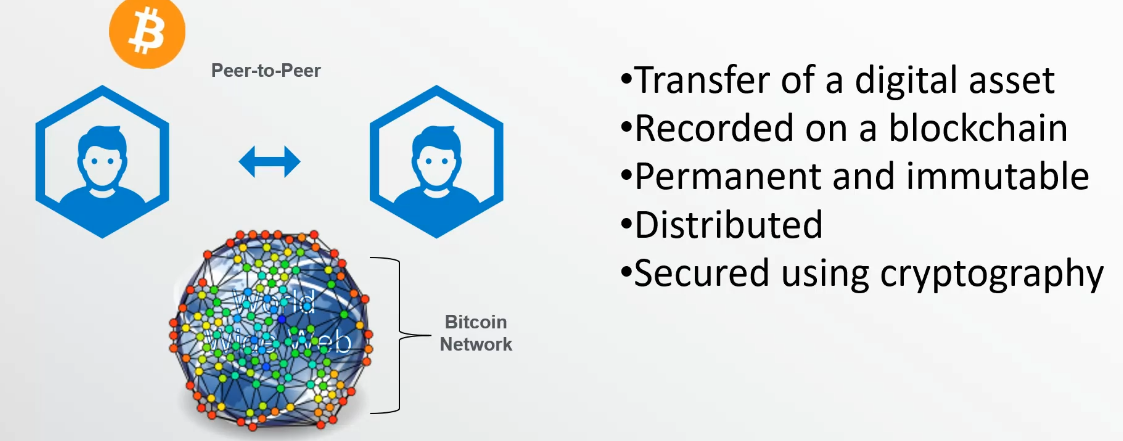 Peer-to-Peer
World
Wide Web
Bitcoin
Network
•Transfer of a digital asset
•Recorded on a blockchain
•Permanent and immutable
•Distributed
•Secured using cryptography